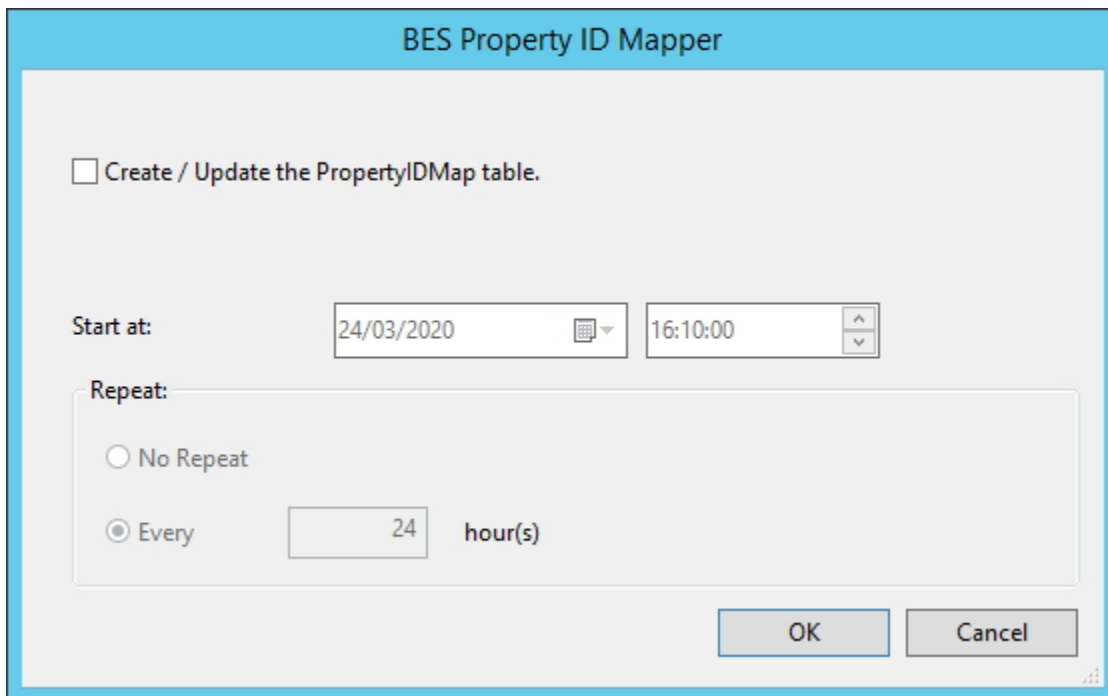 BES Property ID Mapper
Create / Update the PropertyIDMap table.
Start at: 24/03/2020 16:10:00
Repeat:
No Repeat
Every 24 hour(s)
OK Cancel